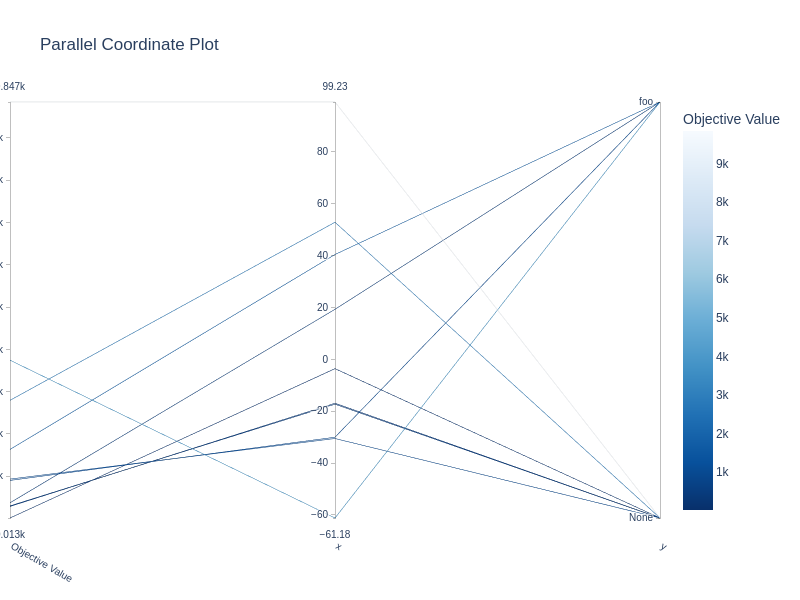 Parallel Coordinate Plot
.847k
99.23
foo
Objective Value
k
k
k
k
k
k
k
k
k
80
60
40
20
0
−20
−40
−60
None
9k
8k
7k
6k
5k
4k
3k
2k
1k
.013k
−61.18
Objective Value
x
y